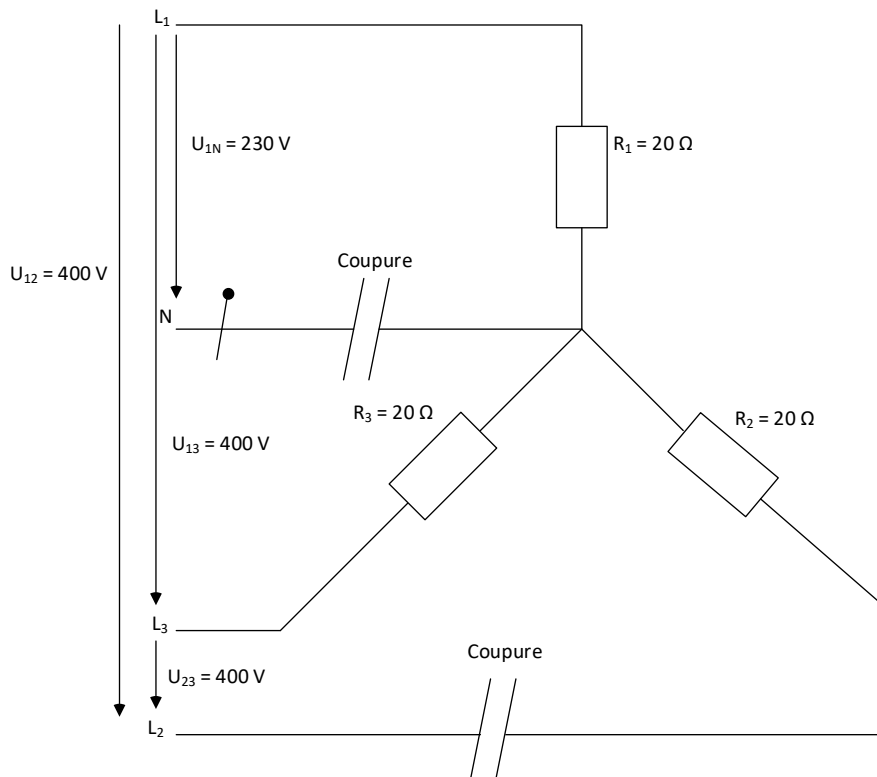 L₁
U₁N = 230 V
R₁ = 20 Ω
Coupure
U₁₂ = 400 V
N
R₃ = 20 Ω
R₂ = 20 Ω
U₁₃ = 400 V
L₃
Coupure
U₂₃ = 400 V
L₂